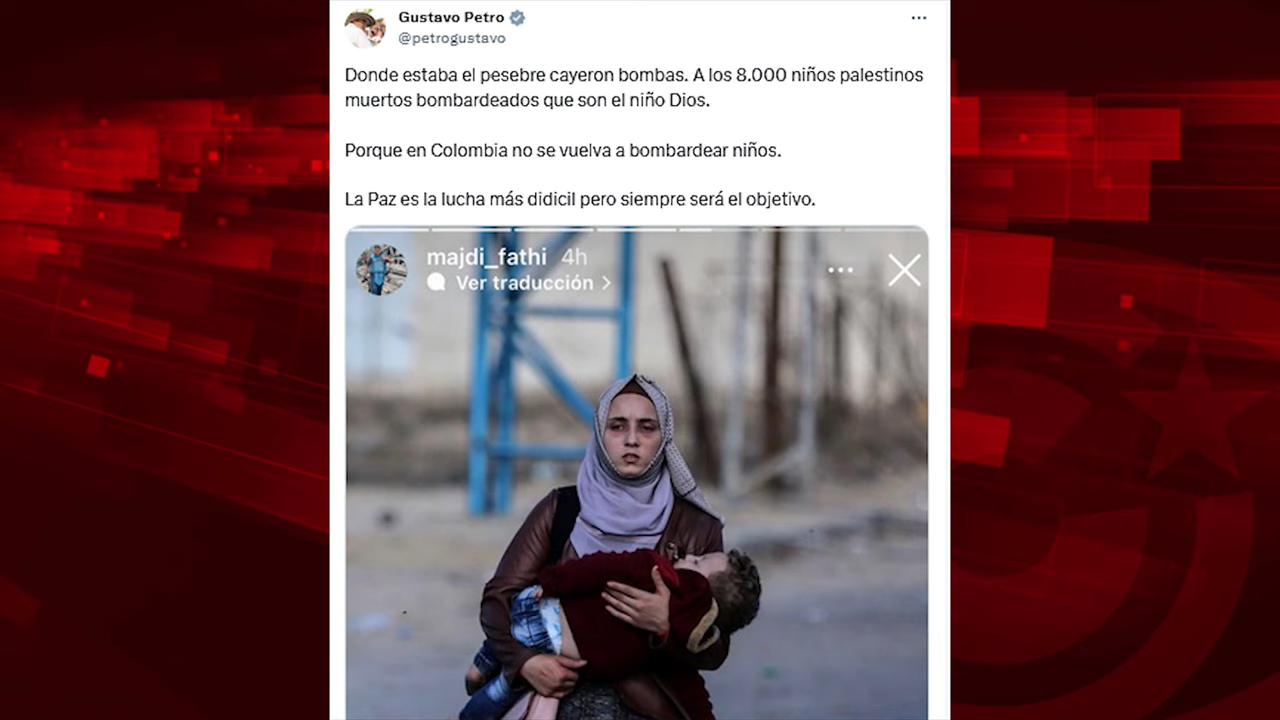 Gustavo Petro
@petrogustavo
Donde estaba el pesebre cayeron bombas. A los 8.000 niños palestinos
muertos bombardeados que son el niño Dios.
Porque en Colombia no se vuelva a bombardear niños.
La Paz es la lucha más didicil pero siempre será el objetivo.
majdi_fathi 4h
Ver traducción >